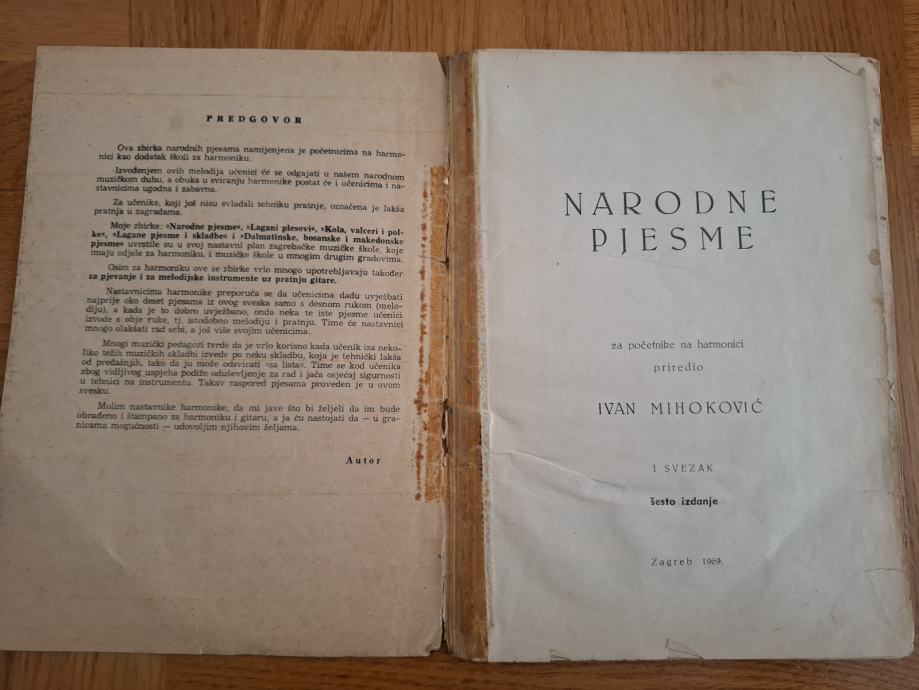 PREDGOVOR
Ova zbirka narodnih pjesama namijenjena je početnicima na harmo-
nici kao dodatak školi za harmoniku.
Izvođenjem ovih melodija učenici će se odgajati u našem narodnom
muzičkom duhu, a obuka u sviranju harmonike postat će i učenicima i na-
stavnicima ugodna i zabavna.
Za učenike, koji još nisu svladali tehniku pratnje, označena je lakša
pratnja u zagradama.
Moje zbirke: »Narodne pjesme«, »Lagani plesovi«, »Kola, valceri i pol-
ke«, »Lagane pjesme i skladbe« i »Dalmatinske, bosanske i makedonske
pjesme« uvrstile su u svoj nastavni plan zagrebačke muzičke škole, koje
imaju odjele za harmoniku, i muzičke škole u mnogim drugim gradovima.
Osim za harmoniku ove se zbirke vrlo mnogo upotrebljavaju također
za pjevanje i za melodijske instrumente uz pratnju gitare.
Nastavnicima harmonike preporuča se da učenicima dadu uvježbati
najprije oko deset pjesama iz ovog sveska samo s desnom rukom (melo-
diju), a kada je to dobro uvježbano, onda neka te iste pjesme učenici
izvode s obje ruke, tj. istodobno melodiju i pratnju. Time će nastavnici
mnogo olakšati rad sebi, a još više svojim učenicima.
Mnogi muzički pedagozi tvrde da je vrlo korisno kada učenik iza neko-
liko težih muzičkih skladbi izvede po neku skladbu, koja je tehnički lakša
od predašnjih, tako da ju može odsvirati »sa lista«. Time se kod učenika
zbog vidljivog uspjeha podiže oduševljenje za rad i jača osjećaj sigurnosti
u tehnici na instrumentu. Takav raspored pjesama proveden je u ovom
svesku.
Molim nastavnike harmonike, da mi jave što bi željeli da im bude
obrađeno i štampano za harmoniku i gitaru, a ja ću nastojati da — u gra-
nicama mogućnosti — udovoljim njihovim željama.
Autor
NARODNE
PJESME
za početnike na harmonici
priredio
IVAN MIHOKOVIĆ
I SVEZAK
šesto izdanje
Zagreb 1969.